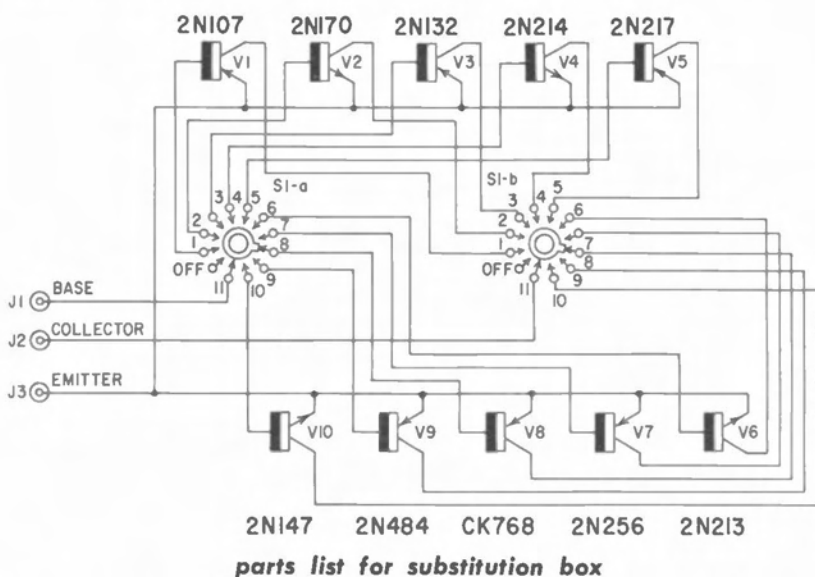 2N107 2N170 2N132 2N214 2N217
V1 V2 V3 V4 V5
S1-a S1-b
3 4 5 3 4 5
2 6 2 6
1 7 1 7
OFF 8 OFF 8
11 10 9 11 10 9
J1 BASE
J2 COLLECTOR
J3 EMITTER
V10 V9 V8 V7 V6
2N147 2N484 CK768 2N256 2N213
parts list for substitution box